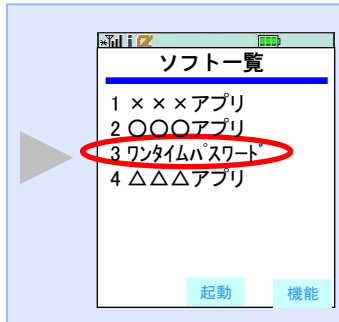 ソフト一覧
1 ×××アプリ
2 〇〇〇アプリ
3 ﾜﾝﾀｲﾑﾊﾟｽﾜｰﾄﾞ
4 △△△アプリ
起動 機能